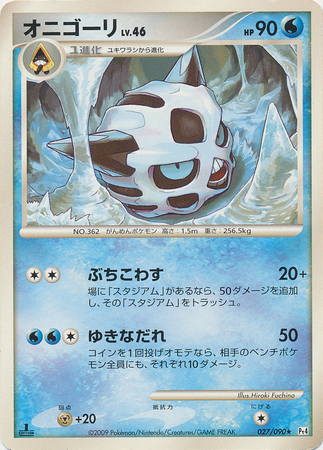 オニゴーリ LV.46
HP 90
1進化 ユキワラシから進化
NO.362 がんめんポケモン 高さ：1.5m 重さ：256.5kg
ぶちこわす 20+
場に「スタジアム」があるなら、50ダメージを追加
し、その「スタジアム」をトラッシュ。
ゆきなだれ 50
コインを1回投げオモテなら、相手のベンチポケ
モン全員にも、それぞれ10ダメージ。
Illus. Hiroki Fuchino
弱点 抵抗力 にげる
+20
1 EDITION
©2009 Pokémon/Nintendo/Creatures/GAME FREAK.
027/090★ Pt4